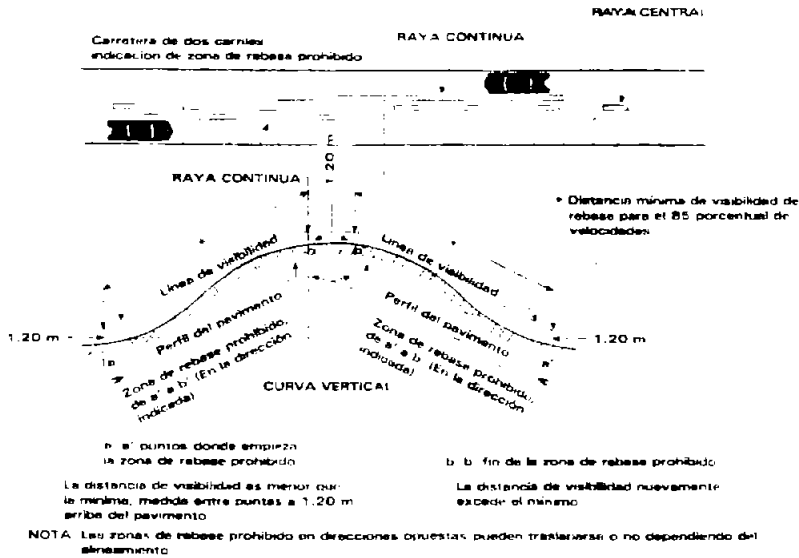 RAYA CENTRAL
RAYA CONTINUA
Carretera de dos carriles
indicacion de zona de rebase prohibido
1.20 m
RAYA CONTINUA
* Distancia mínima de visibilidad de
rebase para el 85 porcentual de
velocidades
Línea de visibilidad
Línea de visibilidad
1.20 m
1.20 m
Perfil del pavimento
Zona de rebase prohibido,
de a' a b' (En la dirección
indicada)
Perfil del pavimento
Zona de rebase prohibido,
de a' a b' (En la dirección
indicada)
CURVA VERTICAL
a' puntos donde empieza
la zona de rebase prohibido
b b fin de la zona de rebase prohibido
La distancia de visibilidad es menor que
la mínima, medida entre puntas a 1.20 m
arriba del pavimento
La distancia de visibilidad nuevamente
excede el mínimo
NOTA Las zonas de rebase prohibido en direcciones opuestas pueden traslaparse o no dependiendo del
alineamiento